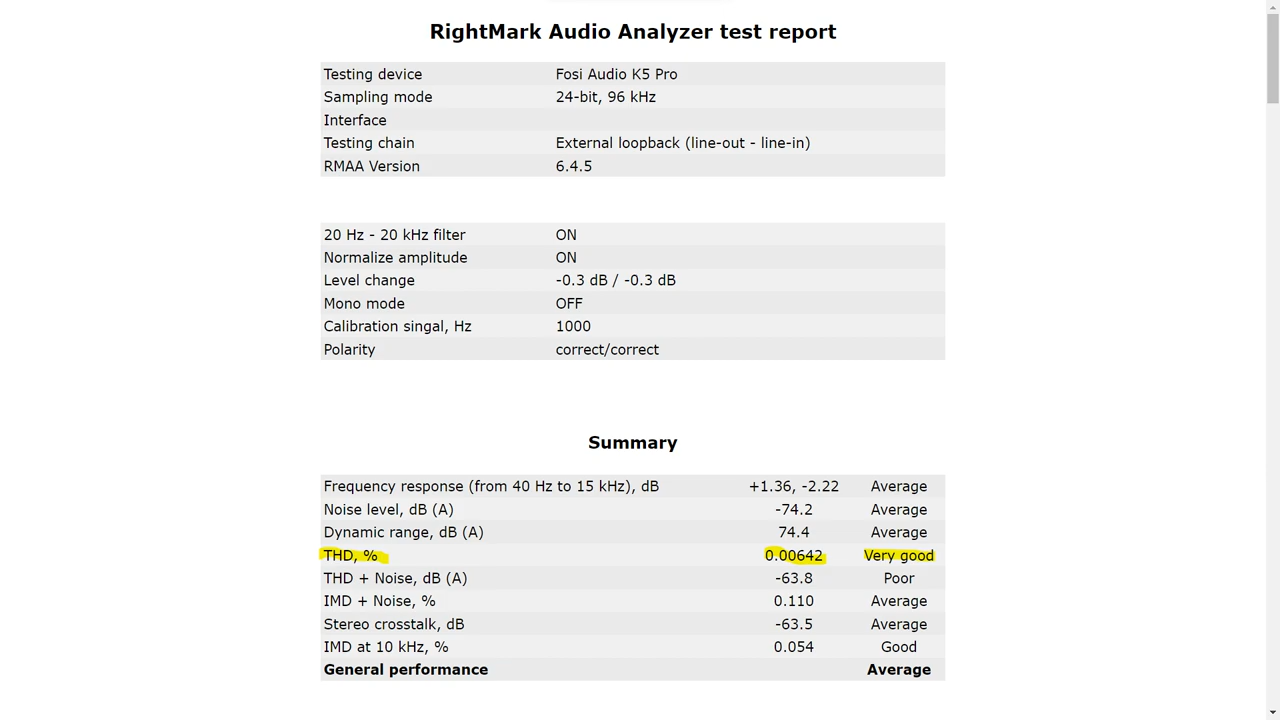 RightMark Audio Analyzer test report
Testing device Fosi Audio K5 Pro
Sampling mode 24-bit, 96 kHz
Interface
Testing chain External loopback (line-out - line-in)
RMAA Version 6.4.5
20 Hz - 20 kHz filter ON
Normalize amplitude ON
Level change -0.3 dB / -0.3 dB
Mono mode OFF
Calibration singal, Hz 1000
Polarity correct/correct
Summary
Frequency response (from 40 Hz to 15 kHz), dB +1.36, -2.22 Average
Noise level, dB (A) -74.2 Average
Dynamic range, dB (A) 74.4 Average
THD, % 0.00642 Very good
THD + Noise, dB (A) -63.8 Poor
IMD + Noise, % 0.110 Average
Stereo crosstalk, dB -63.5 Average
IMD at 10 kHz, % 0.054 Good
General performance Average